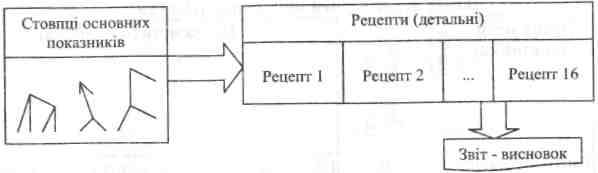 Стовпці основних
показників
Рецепти (детальні)
Рецепт 1
Рецепт 2
...
Рецепт 16
Звіт - висновок